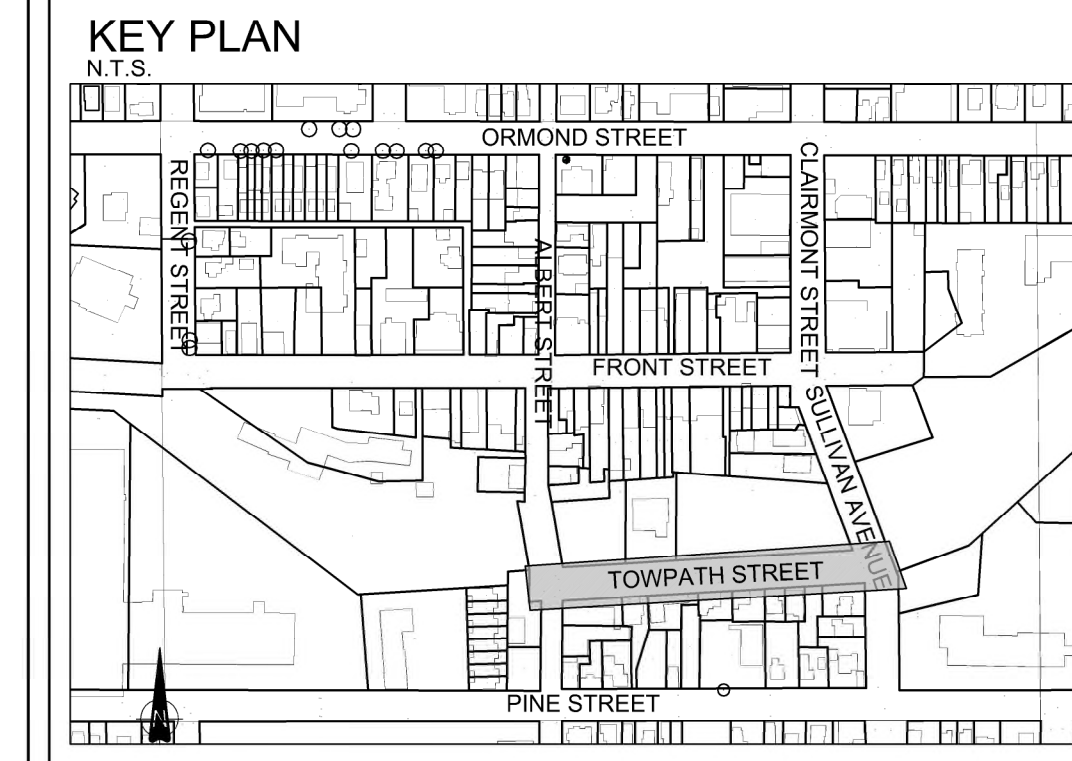 KEY PLAN
N.T.S.
ORMOND STREET
REGENT STREET
ALBERT STREET
CLAIRMONT STREET
FRONT STREET
SULLIVAN AVENUE
TOWPATH STREET
PINE STREET
N